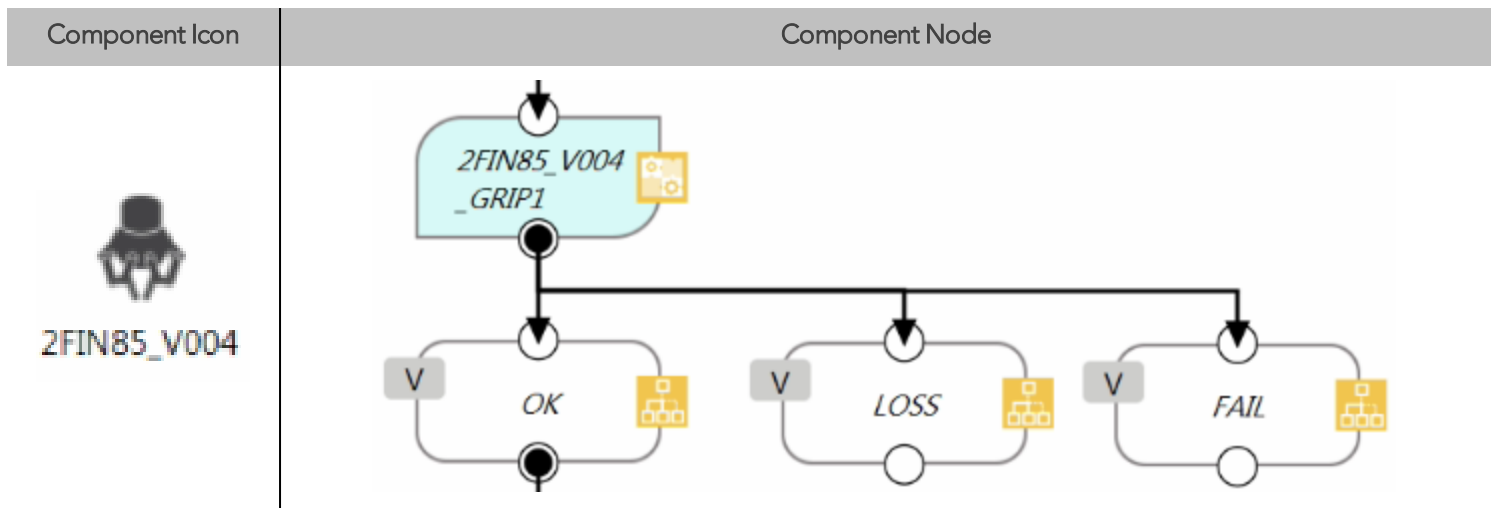 Component Icon
Component Node
2FIN85_V004
_GRIP1
2FIN85_V004
V
OK
V
LOSS
V
FAIL